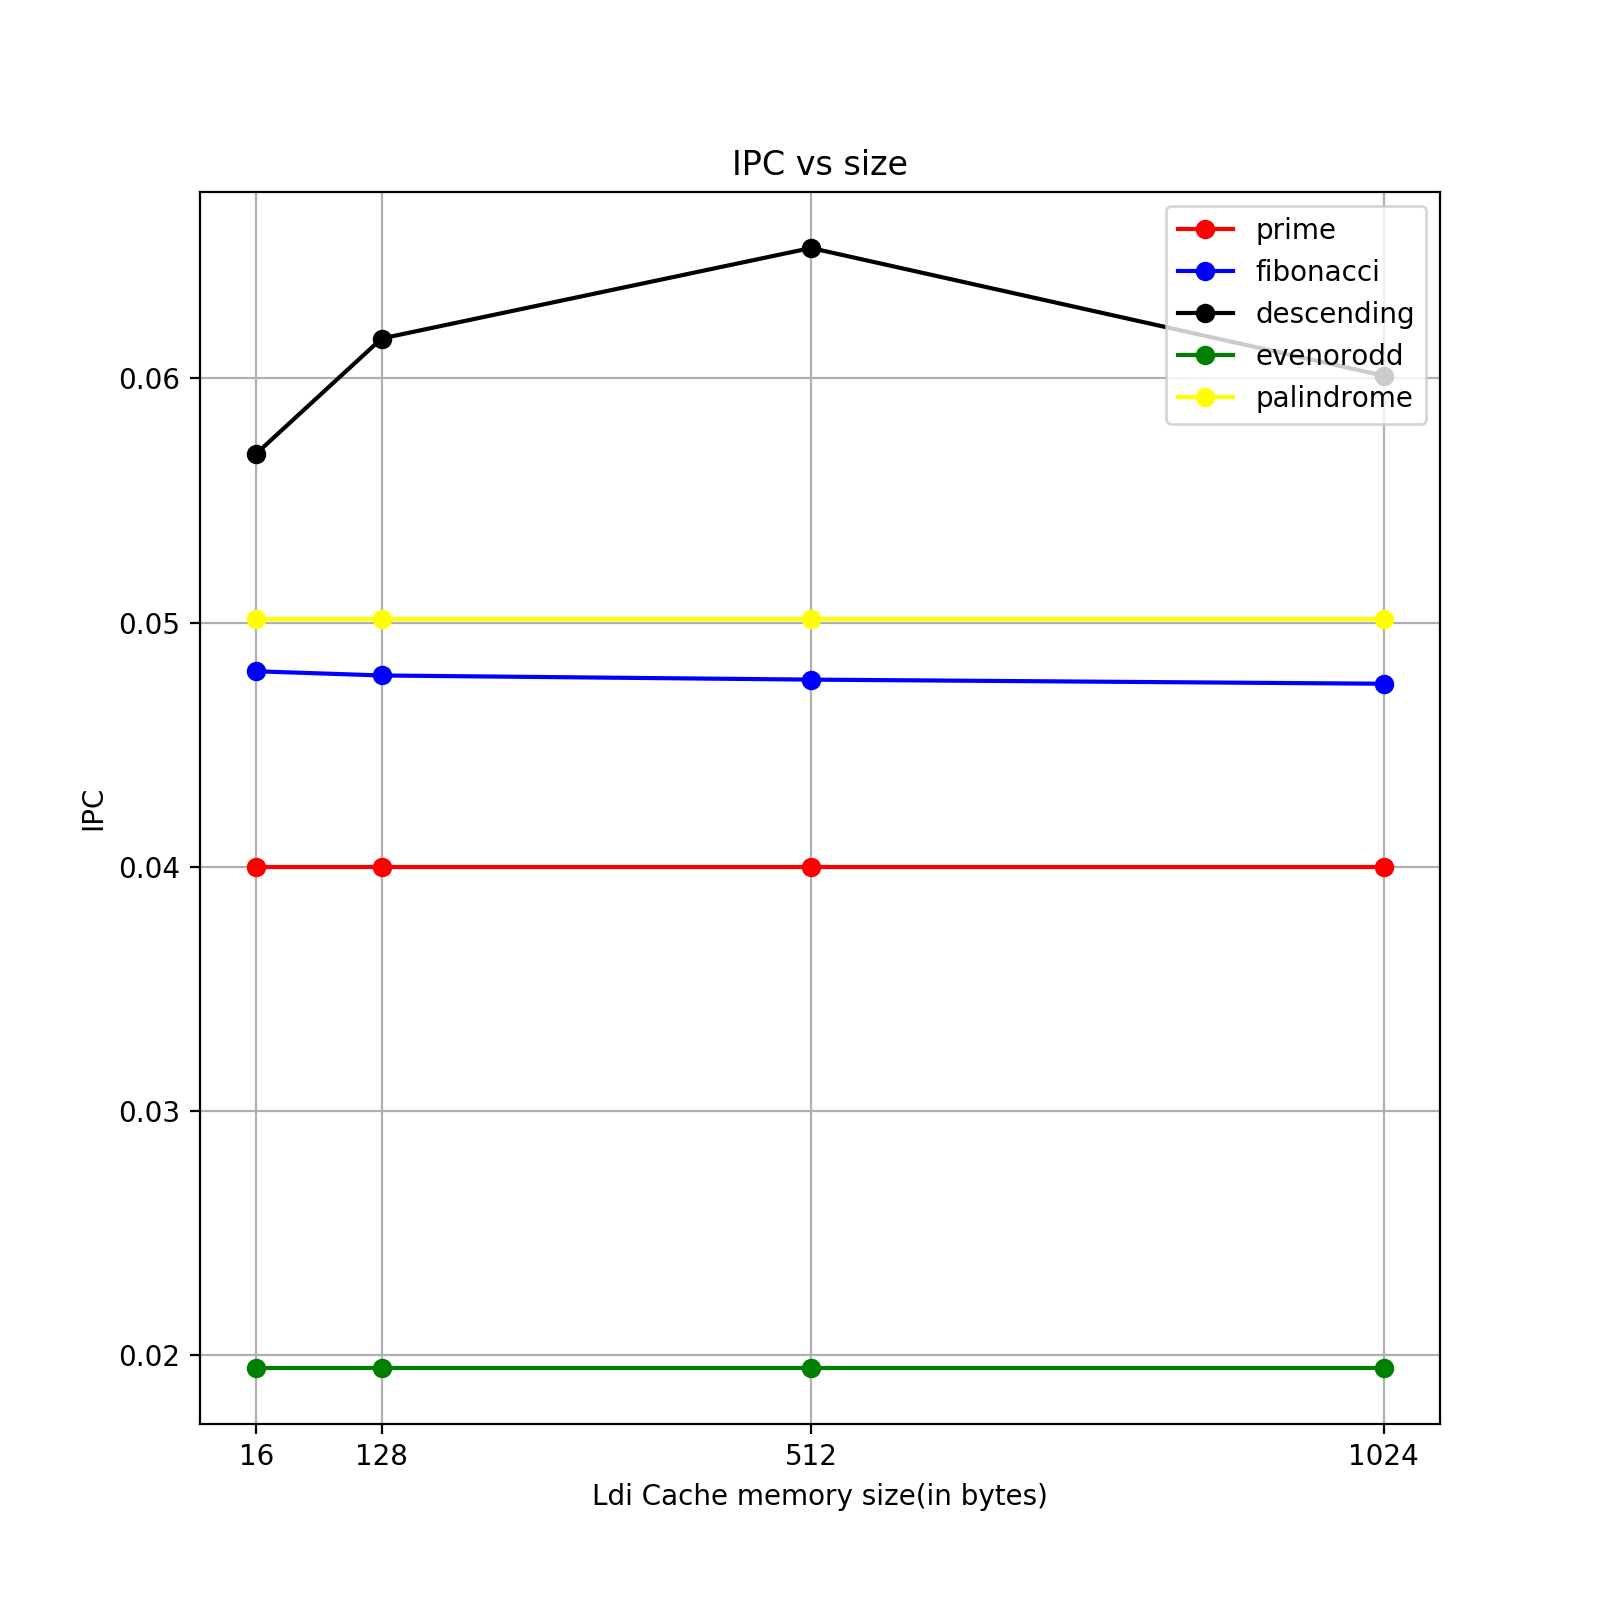 IPC vs size
prime
fibonacci
descending
evenorodd
palindrome
0.06
0.05
0.04
0.03
0.02
IPC
16 128 512 1024
Ldi Cache memory size(in bytes)